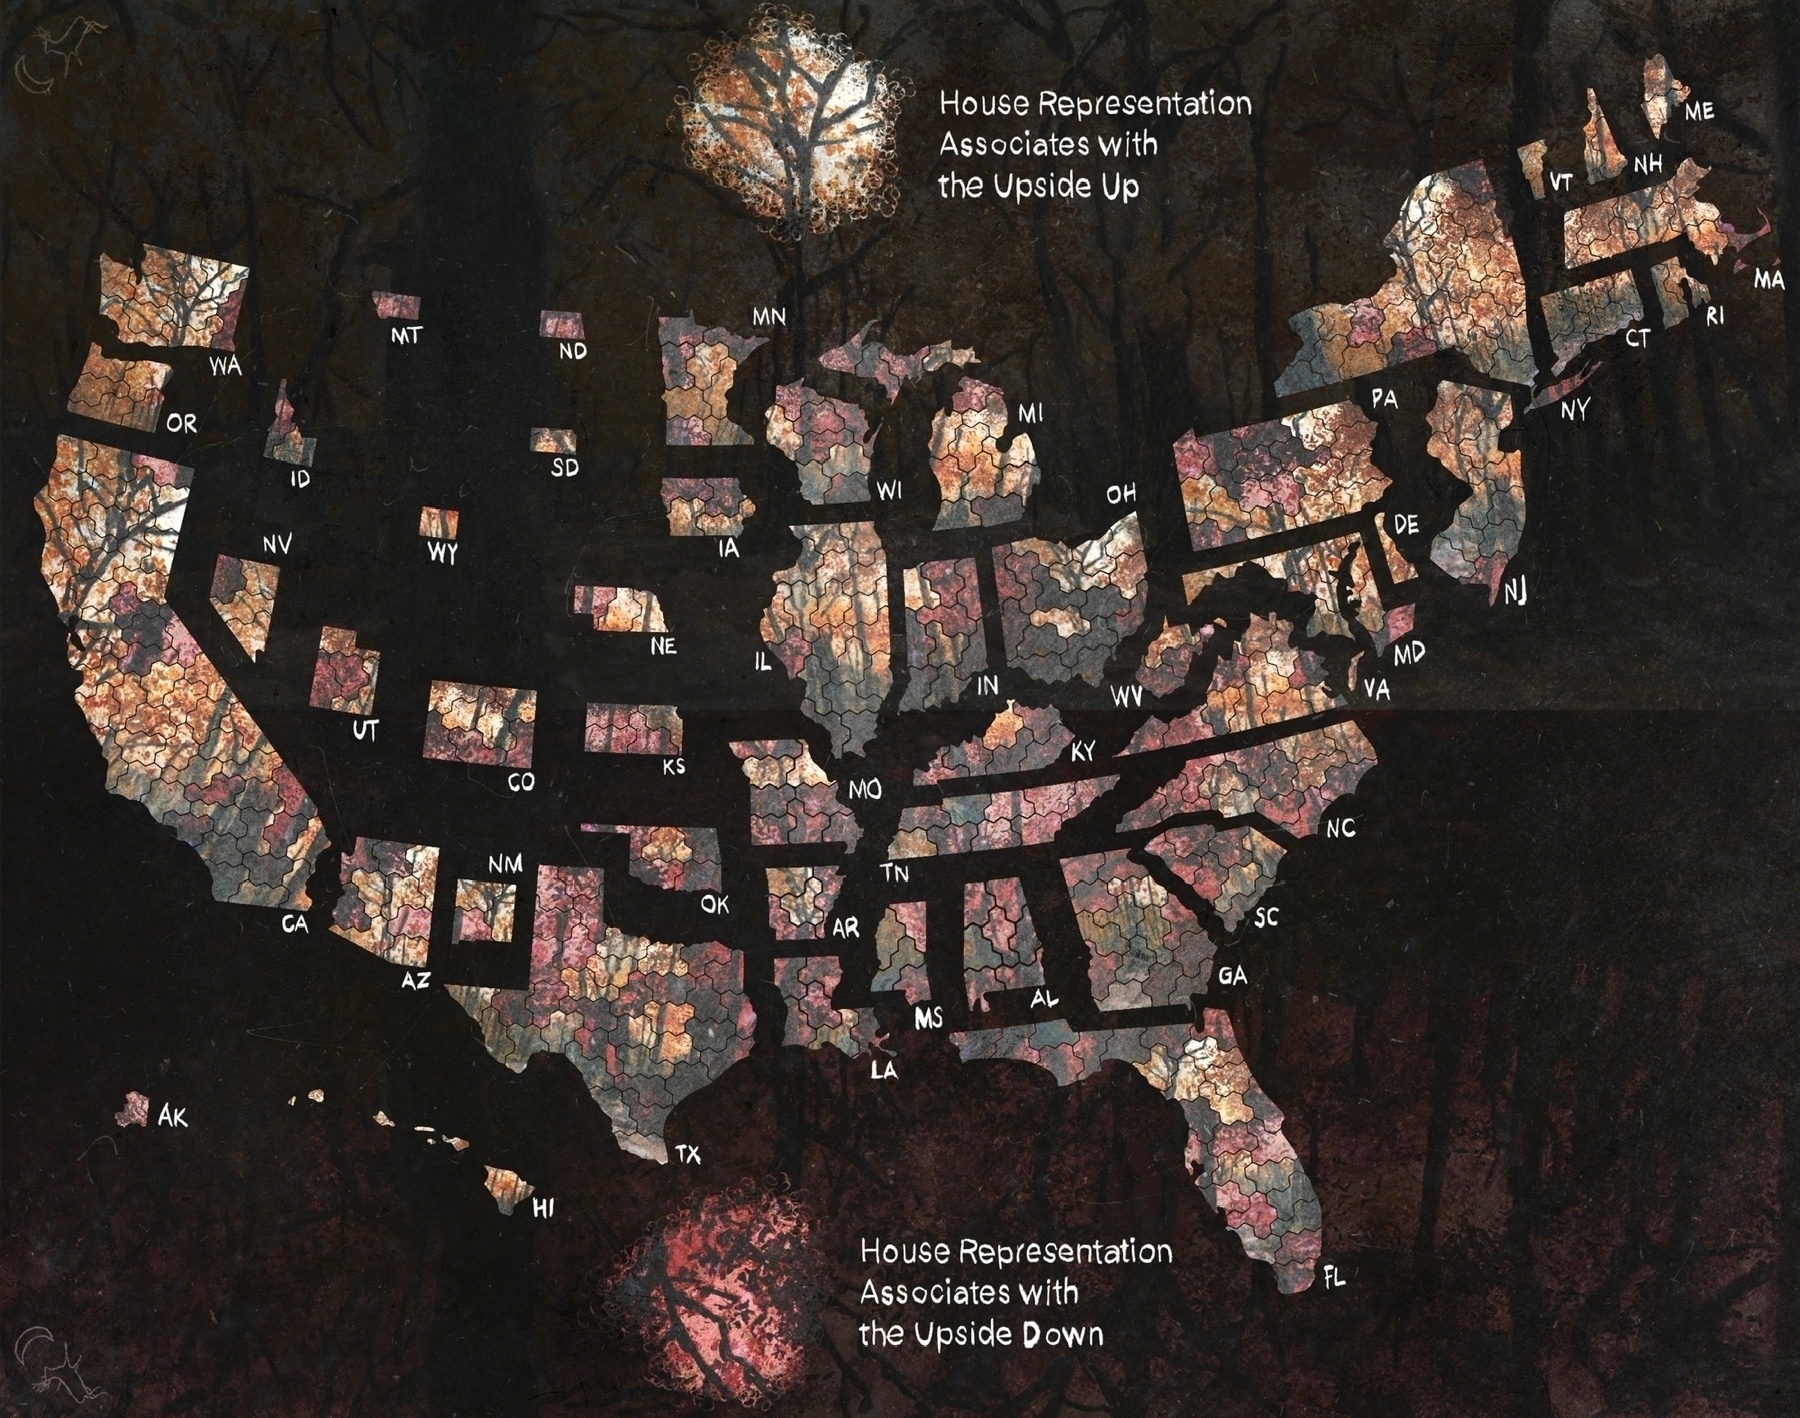 House Representation
Associates with
the Upside Up
ME
NH
VT
MA
RI
CT
NY
PA
NJ
MN
MT
ND
WA
OR
ID
SD
MI
WI
OH
DE
NV
WY
IA
NE
IL
IN
WV
MD
VA
UT
CO
KS
KY
MO
NC
NM
TN
OK
AR
SC
CA
AZ
GA
AL
MS
LA
AK
TX
HI
FL
House Representation
Associates with
the Upside Down